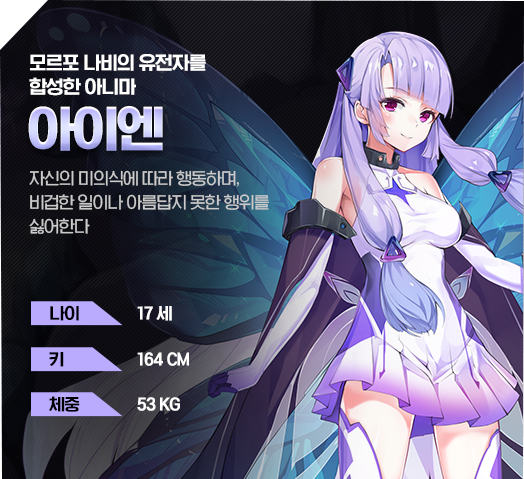 모르포 나비의 유전자를
합성한 아니마
아이엔
자신의 미의식에 따라 행동하며,
비겁한 일이나 아름답지 못한 행위를
싫어한다
나이 17 세
키 164 CM
체중 53 KG